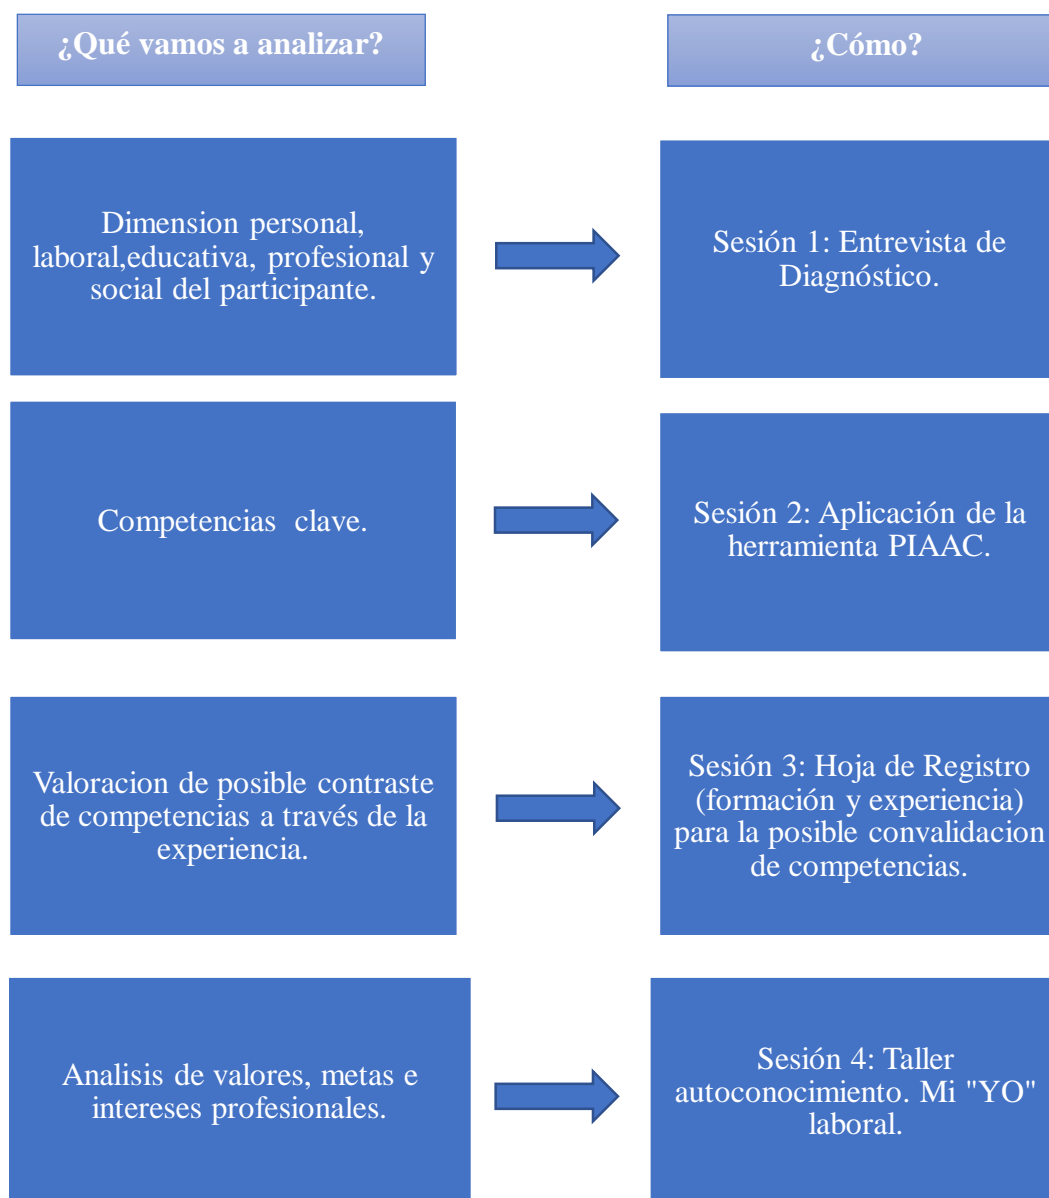 ¿Qué vamos a analizar?
¿Cómo?
Dimension personal,
laboral,educativa, profesional y
social del participante.
Sesión 1: Entrevista de
Diagnóstico.
Competencias clave.
Sesión 2: Aplicación de la
herramienta PIAAC.
Valoracion de posible contraste
de competencias a través de la
experiencia.
Sesión 3: Hoja de Registro
(formación y experiencia)
para la posible convalidacion
de competencias.
Analisis de valores, metas e
intereses profesionales.
Sesión 4: Taller
autoconocimiento. Mi "YO"
laboral.